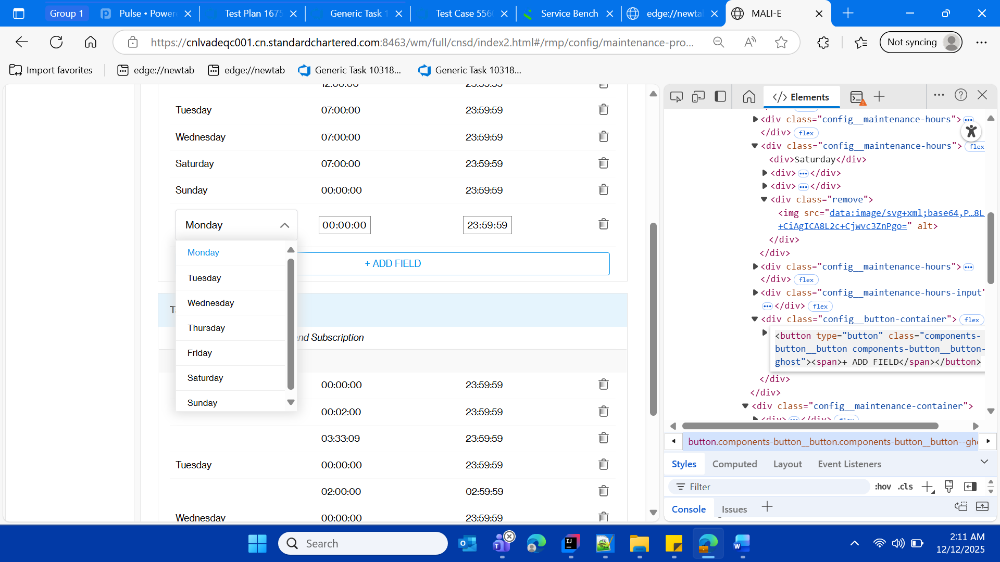 Group 1
Pulse • Power
Test Plan 1675
Generic Task 1
Test Case 5560
Service Bench
edge://newtab
MALI-E
https://cnlvadeqc001.cn.standardchartered.com:8463/wm/full/cnsd/index2.html#/rmp/config/maintenance-pro...
Not syncing
Import favorites
edge://newtab
edge://newtab
Generic Task 10318...
Generic Task 10318...
12:00:00 23:59:59
Tuesday 07:00:00 23:59:59
Wednesday 07:00:00 23:59:59
Saturday 07:00:00 23:59:59
Sunday 00:00:00 23:59:59
Monday 00:00:00 23:59:59
Monday
Tuesday
Wednesday
Thursday
Friday
Saturday
Sunday
+ ADD FIELD
nd Subscription
00:00:00 23:59:59
00:02:00 23:59:59
03:33:09 23:59:59
Tuesday 00:00:00 23:59:59
02:00:00 02:59:59
Wednesday 00:00:00 23:59:59
</> Elements
<div class="config__maintenance-hours">
</div> flex
<div class="config__maintenance-hours"> flex
<div>Saturday</div>
<div> ••• </div>
<div> ••• </div>
<div class="remove">
<img src="data:image/svg+xml;base64,P…8L
+CiAgICA8L2c+Cjwvc3ZnPgo=" alt>
</div>
</div>
<div class="config__maintenance-hours"> •••
</div> flex
<div class="config__maintenance-hours-input"
••• </div> flex
<div class="config__button-container"> flex
<button type="button" class="components-
button__button components-button__button-
ghost"><span>+ ADD FIELD</span></button>
</div>
</div>
<div class="config__maintenance-container">
<div> ••• </div> flex
button.components-button__button.components-button__button--gh
Styles Computed Layout Event Listeners
Filter :hov .cls
Console Issues
Search
2:11 AM
12/12/2025